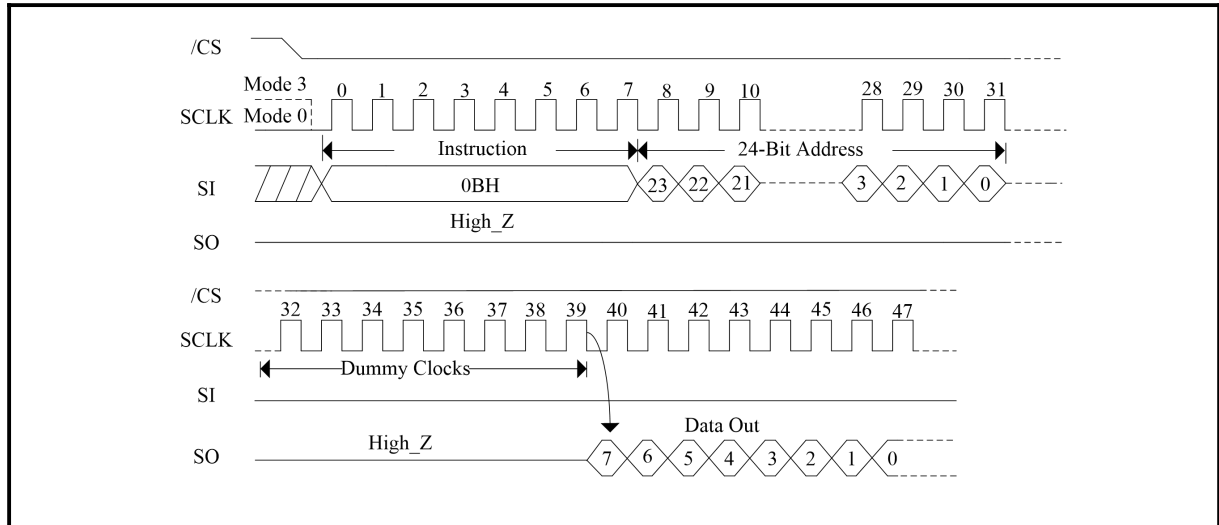 /CS
Mode 3
0 1 2 3 4 5 6 7 8 9 10 28 29 30 31
SCLK Mode 0
Instruction 24-Bit Address
SI 0BH 23 22 21 3 2 1 0
High_Z
SO
/CS
32 33 34 35 36 37 38 39 40 41 42 43 44 45 46 47
SCLK
Dummy Clocks
SI
Data Out
High_Z
SO 7 6 5 4 3 2 1 0